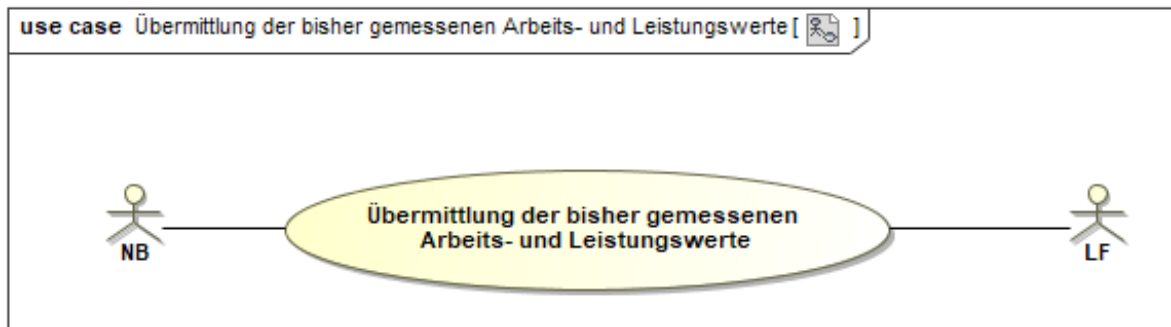 use case Übermittlung der bisher gemessenen Arbeits- und Leistungswerte [ ]
Übermittlung der bisher gemessenen
Arbeits- und Leistungswerte
NB
LF